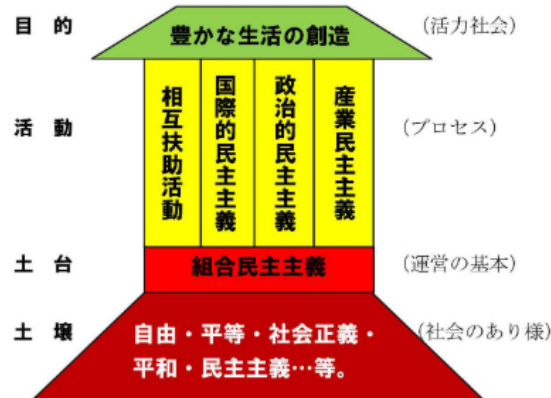 目的
豊かな生活の創造
(活力社会)
活動
相互扶助活動
国際的民主主義
政治的民主主義
産業民主主義
(プロセス)
土台
組合民主主義
(運営の基本)
土壌
自由・平等・社会正義・
平和・民主主義…等。
(社会のあり様)